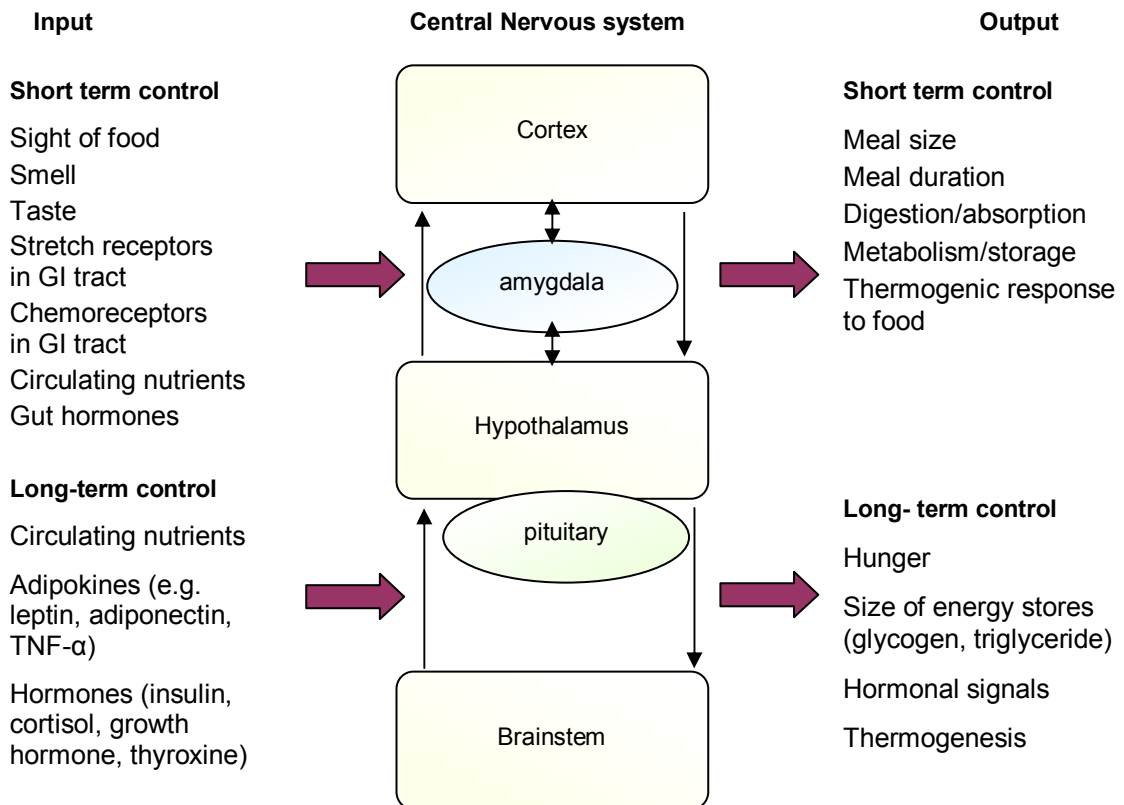 Input
Short term control
Sight of food
Smell
Taste
Stretch receptors
in GI tract
Chemoreceptors
in GI tract
Circulating nutrients
Gut hormones
Long-term control
Circulating nutrients
Adipokines (e.g.
leptin, adiponectin,
TNF-α)
Hormones (insulin,
cortisol, growth
hormone, thyroxine)
Central Nervous system
Cortex
amygdala
Hypothalamus
pituitary
Brainstem
Output
Short term control
Meal size
Meal duration
Digestion/absorption
Metabolism/storage
Thermogenic response
to food
Long- term control
Hunger
Size of energy stores
(glycogen, triglyceride)
Hormonal signals
Thermogenesis